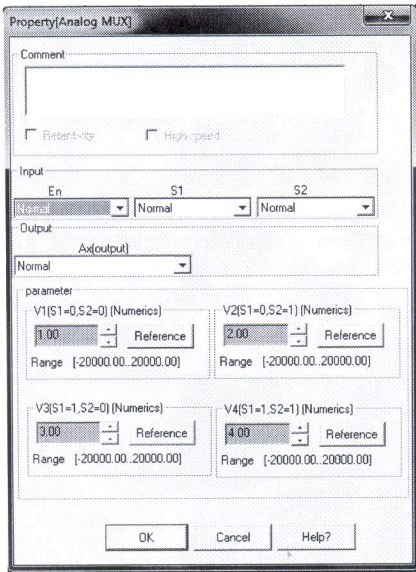 Property[Analog MUX]
Comment
Retentivity High speed
Input
En S1 S2
Normal Normal Normal
Output
Ax(output)
Normal
parameter
V1(S1=0,S2=0) (Numerics) V2(S1=0,S2=1) (Numerics)
1.00 Reference 2.00 Reference
Range [-20000.00..20000.00] Range [-20000.00..20000.00]
V3(S1=1,S2=0) (Numerics) V4(S1=1,S2=1) (Numerics)
3.00 Reference 4.00 Reference
Range [-20000.00..20000.00] Range [-20000.00..20000.00]
OK Cancel Help?